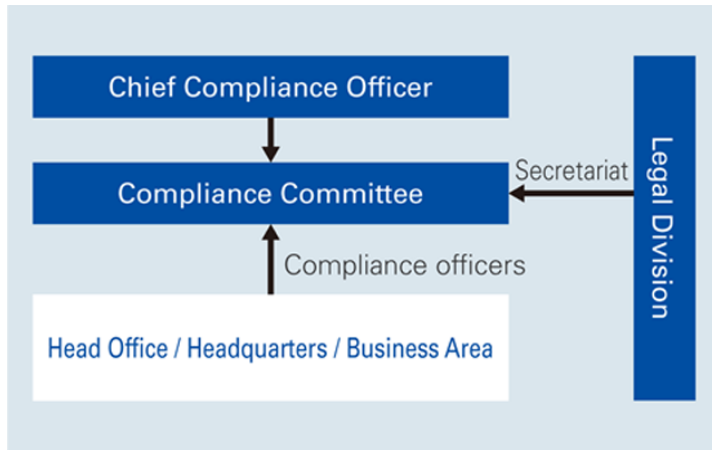 Chief Compliance Officer
Compliance Committee
Secretariat
Legal Division
Compliance officers
Head Office / Headquarters / Business Area